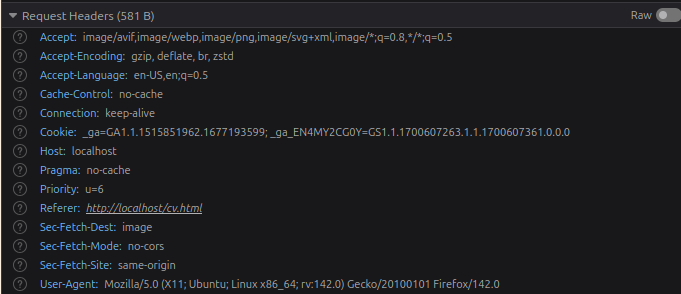 Request Headers (581 B) Raw
Accept: image/avif,image/webp,image/png,image/svg+xml,image/*;q=0.8,*/*;q=0.5
Accept-Encoding: gzip, deflate, br, zstd
Accept-Language: en-US,en;q=0.5
Cache-Control: no-cache
Connection: keep-alive
Cookie: _ga=GA1.1.1515851962.1677193599; _ga_EN4MY2CG0Y=GS1.1.1700607263.1.1.1700607361.0.0.0
Host: localhost
Pragma: no-cache
Priority: u=6
Referer: http://localhost/cv.html
Sec-Fetch-Dest: image
Sec-Fetch-Mode: no-cors
Sec-Fetch-Site: same-origin
User-Agent: Mozilla/5.0 (X11; Ubuntu; Linux x86_64; rv:142.0) Gecko/20100101 Firefox/142.0